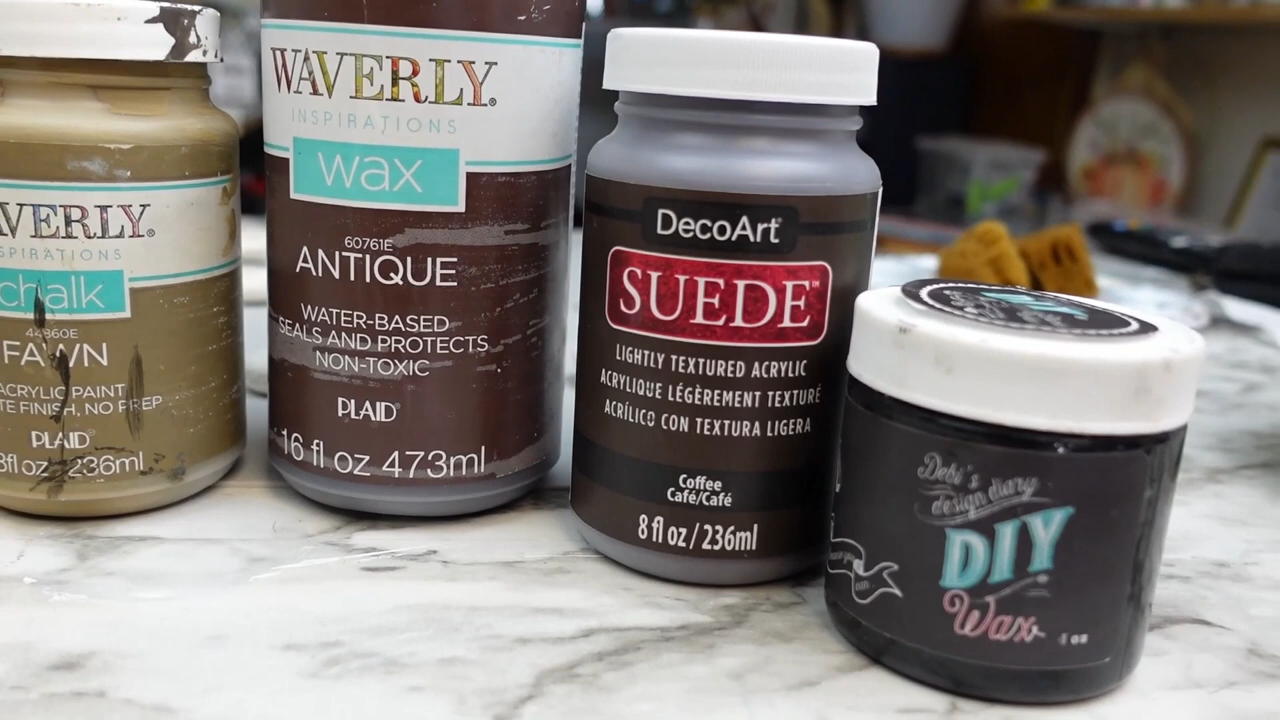 AVERLY®
SPIRATIONS
chalk
44860E
FAWN
ACRYLIC PAINT
TE FINISH, NO PREP
PLAID®
8fl oz 236ml
WAVERLY®
INSPIRATIONS
wax
60761E
ANTIQUE
WATER-BASED
SEALS AND PROTECTS
NON-TOXIC
PLAID®
16 fl oz 473ml
DecoArt®
SUEDE™
LIGHTLY TEXTURED ACRYLIC
ACRYLIQUE LÉGÈREMENT TEXTURÉ
ACRÍLICO CON TEXTURA LIGERA
Coffee
Café/Café
8 fl oz / 236ml
Debi's
design diary
DIY
Wax
oz